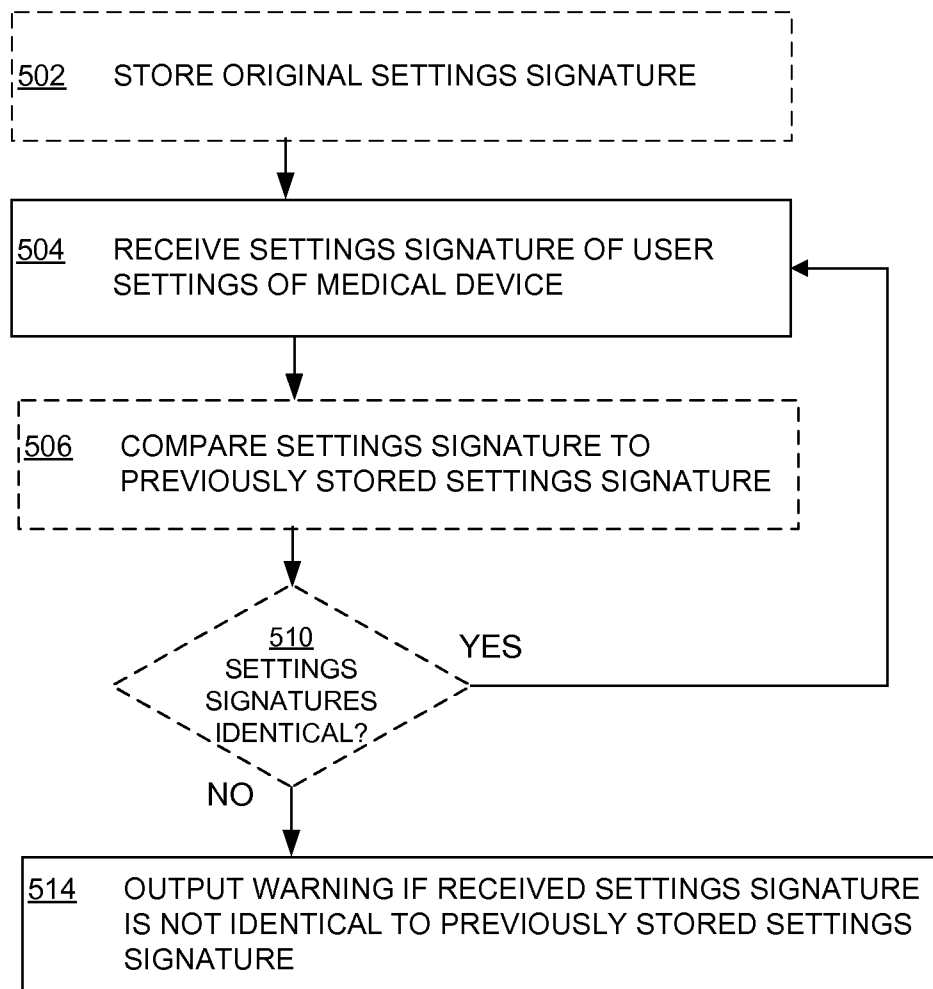 502 STORE ORIGINAL SETTINGS SIGNATURE
504 RECEIVE SETTINGS SIGNATURE OF USER
SETTINGS OF MEDICAL DEVICE
506 COMPARE SETTINGS SIGNATURE TO
PREVIOUSLY STORED SETTINGS SIGNATURE
510
SETTINGS
SIGNATURES
IDENTICAL?
YES
NO
514 OUTPUT WARNING IF RECEIVED SETTINGS SIGNATURE
IS NOT IDENTICAL TO PREVIOUSLY STORED SETTINGS
SIGNATURE